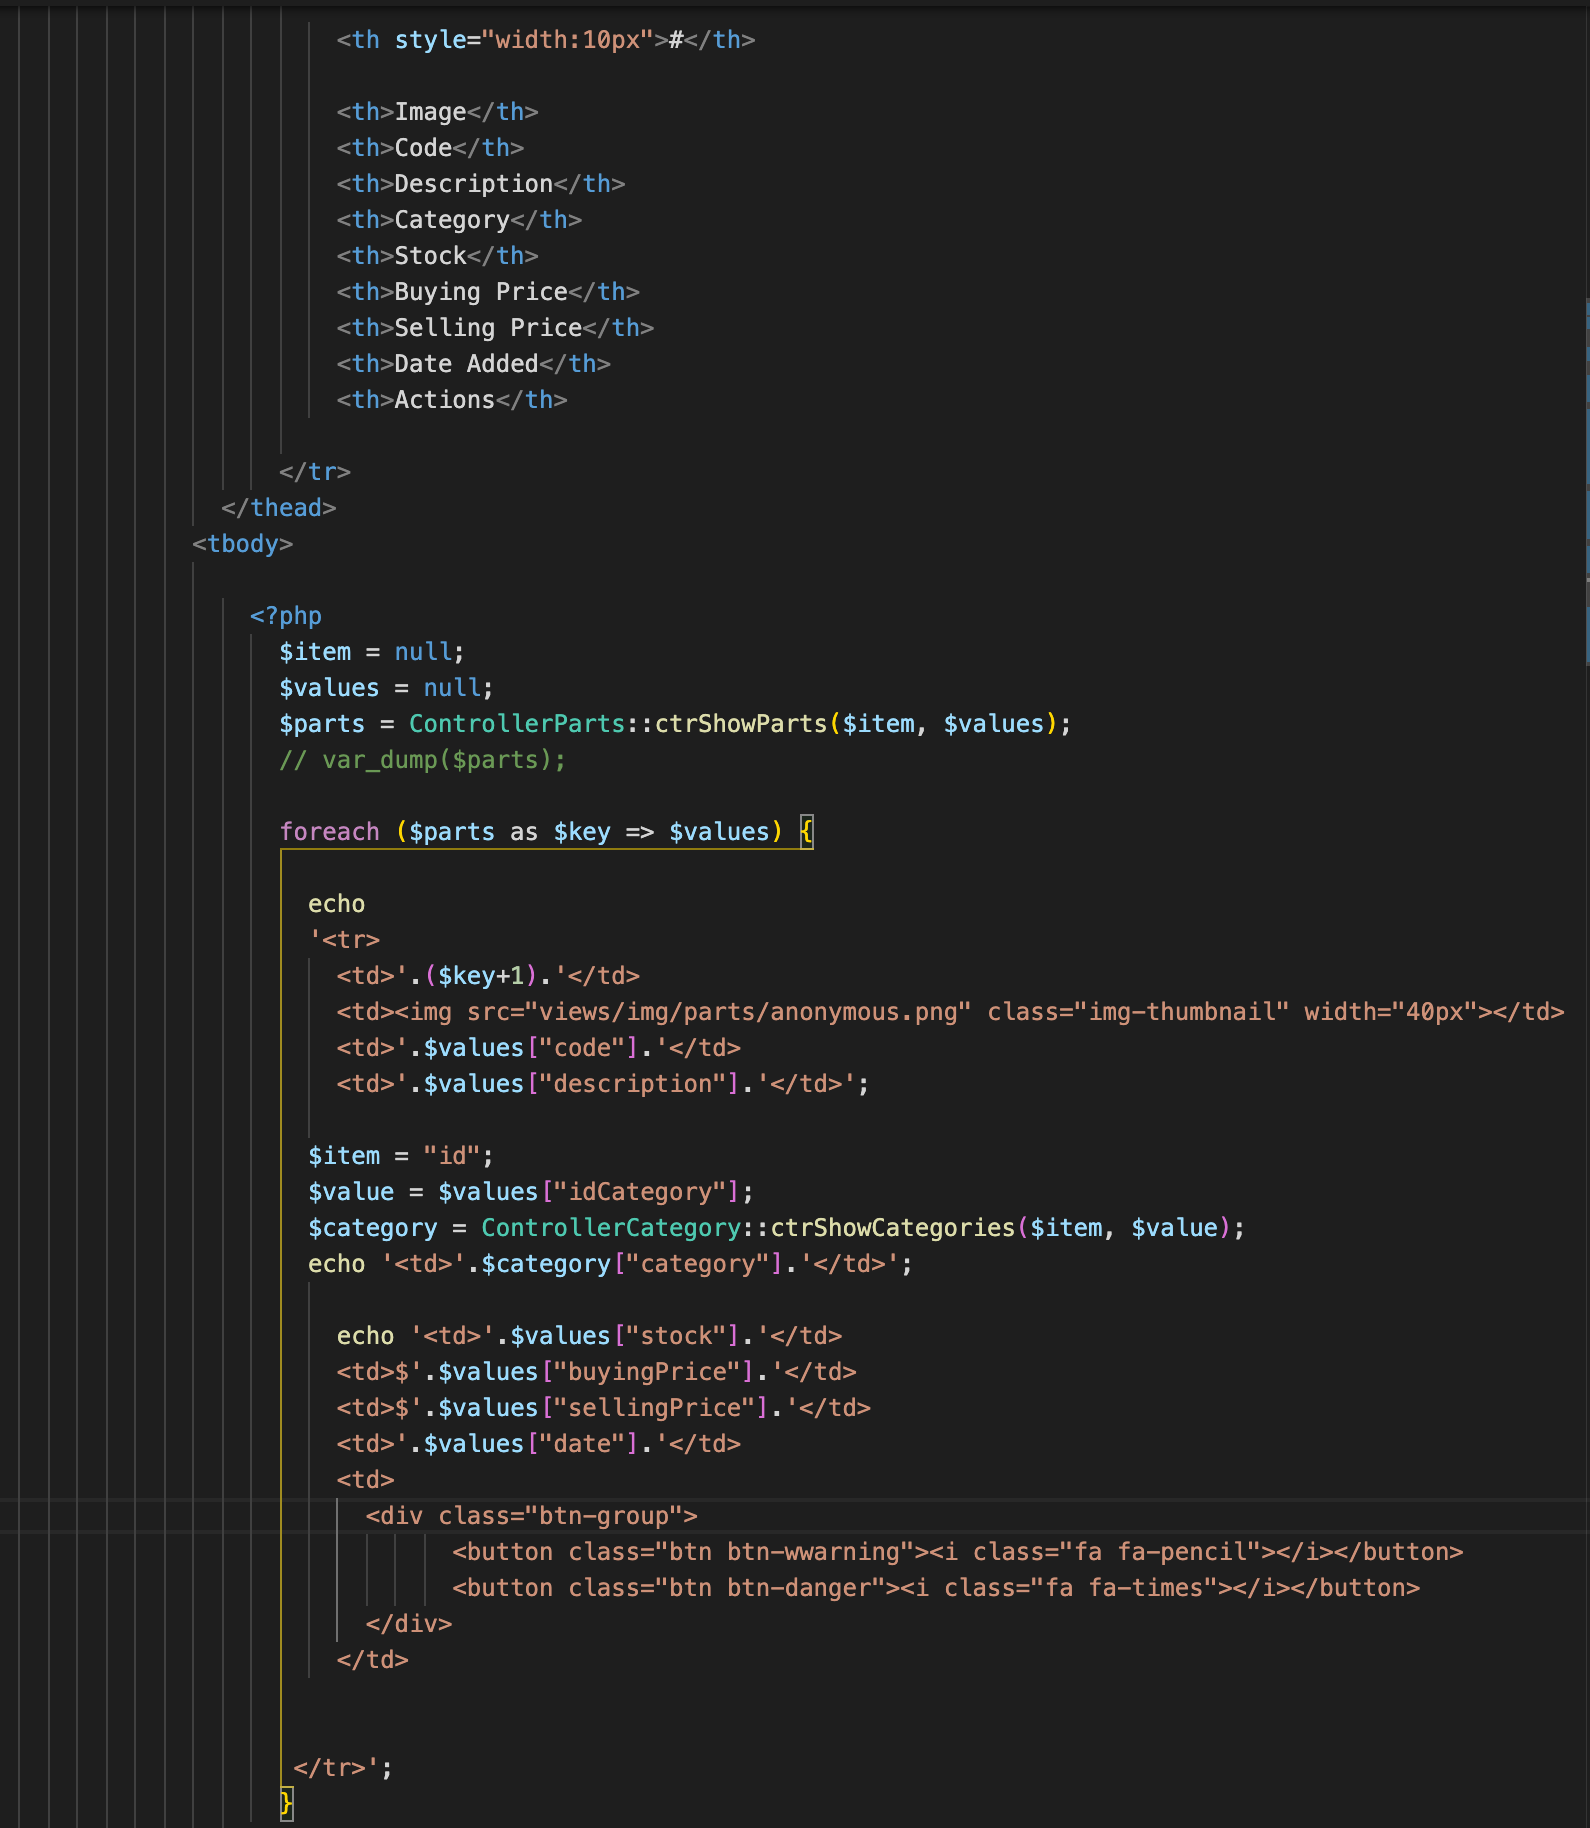 <th style="width:10px">#</th>
<th>Image</th>
<th>Code</th>
<th>Description</th>
<th>Category</th>
<th>Stock</th>
<th>Buying Price</th>
<th>Selling Price</th>
<th>Date Added</th>
<th>Actions</th>
</tr>
</thead>
<tbody>
<?php
$item = null;
$values = null;
$parts = ControllerParts::ctrShowParts($item, $values);
// var_dump($parts);
foreach ($parts as $key => $values) {
echo
'<tr>
<td>'.($key+1).'</td>
<td><img src="views/img/parts/anonymous.png" class="img-thumbnail" width="40px"></td>
<td>'.$values["code"].'</td>
<td>'.$values["description"].'</td>';
$item = "id";
$value = $values["idCategory"];
$category = ControllerCategory::ctrShowCategories($item, $value);
echo '<td>'.$category["category"].'</td>';
echo '<td>'.$values["stock"].'</td>
<td>$'.$values["buyingPrice"].'</td>
<td>$'.$values["sellingPrice"].'</td>
<td>'.$values["date"].'</td>
<td>
<div class="btn-group">
<button class="btn btn-wwarning"><i class="fa fa-pencil"></i></button>
<button class="btn btn-danger"><i class="fa fa-times"></i></button>
</div>
</td>
</tr>';
}